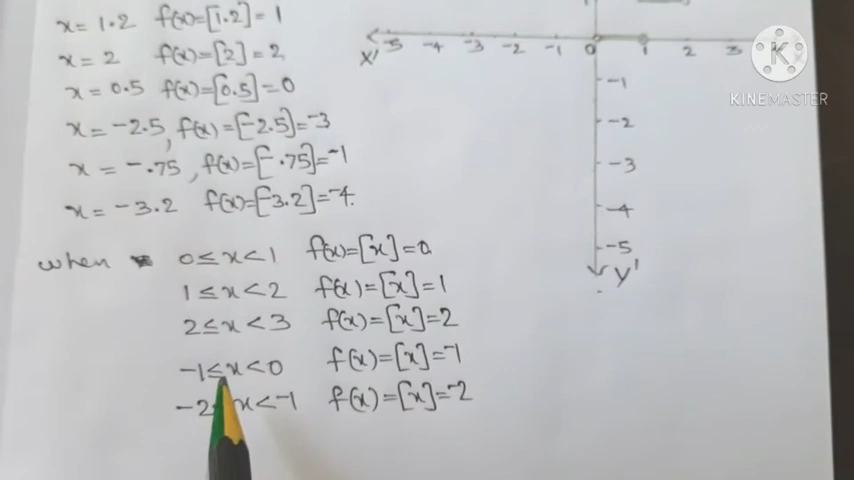 x = 1.2 f(x)=[1.2]=1
x = 2 f(x)=[2]=2
x = 0.5 f(x)=[0.5]=0
x = -2.5, f(x)=[-2.5]=-3
x = -.75, f(x)=[-.75]=-1
x = -3.2 f(x)=[-3.2]=-4.
when 0≤x<1 f(x)=[x]=0
1≤x<2 f(x)=[x]=1
2≤x<3 f(x)=[x]=2
-1≤x<0 f(x)=[x]=-1
-2 x<-1 f(x)=[x]=-2
X' -5 -4 -3 -2 -1 0 1 2 3
-1
-2
-3
-4
-5
Y'
K
KINEMASTER